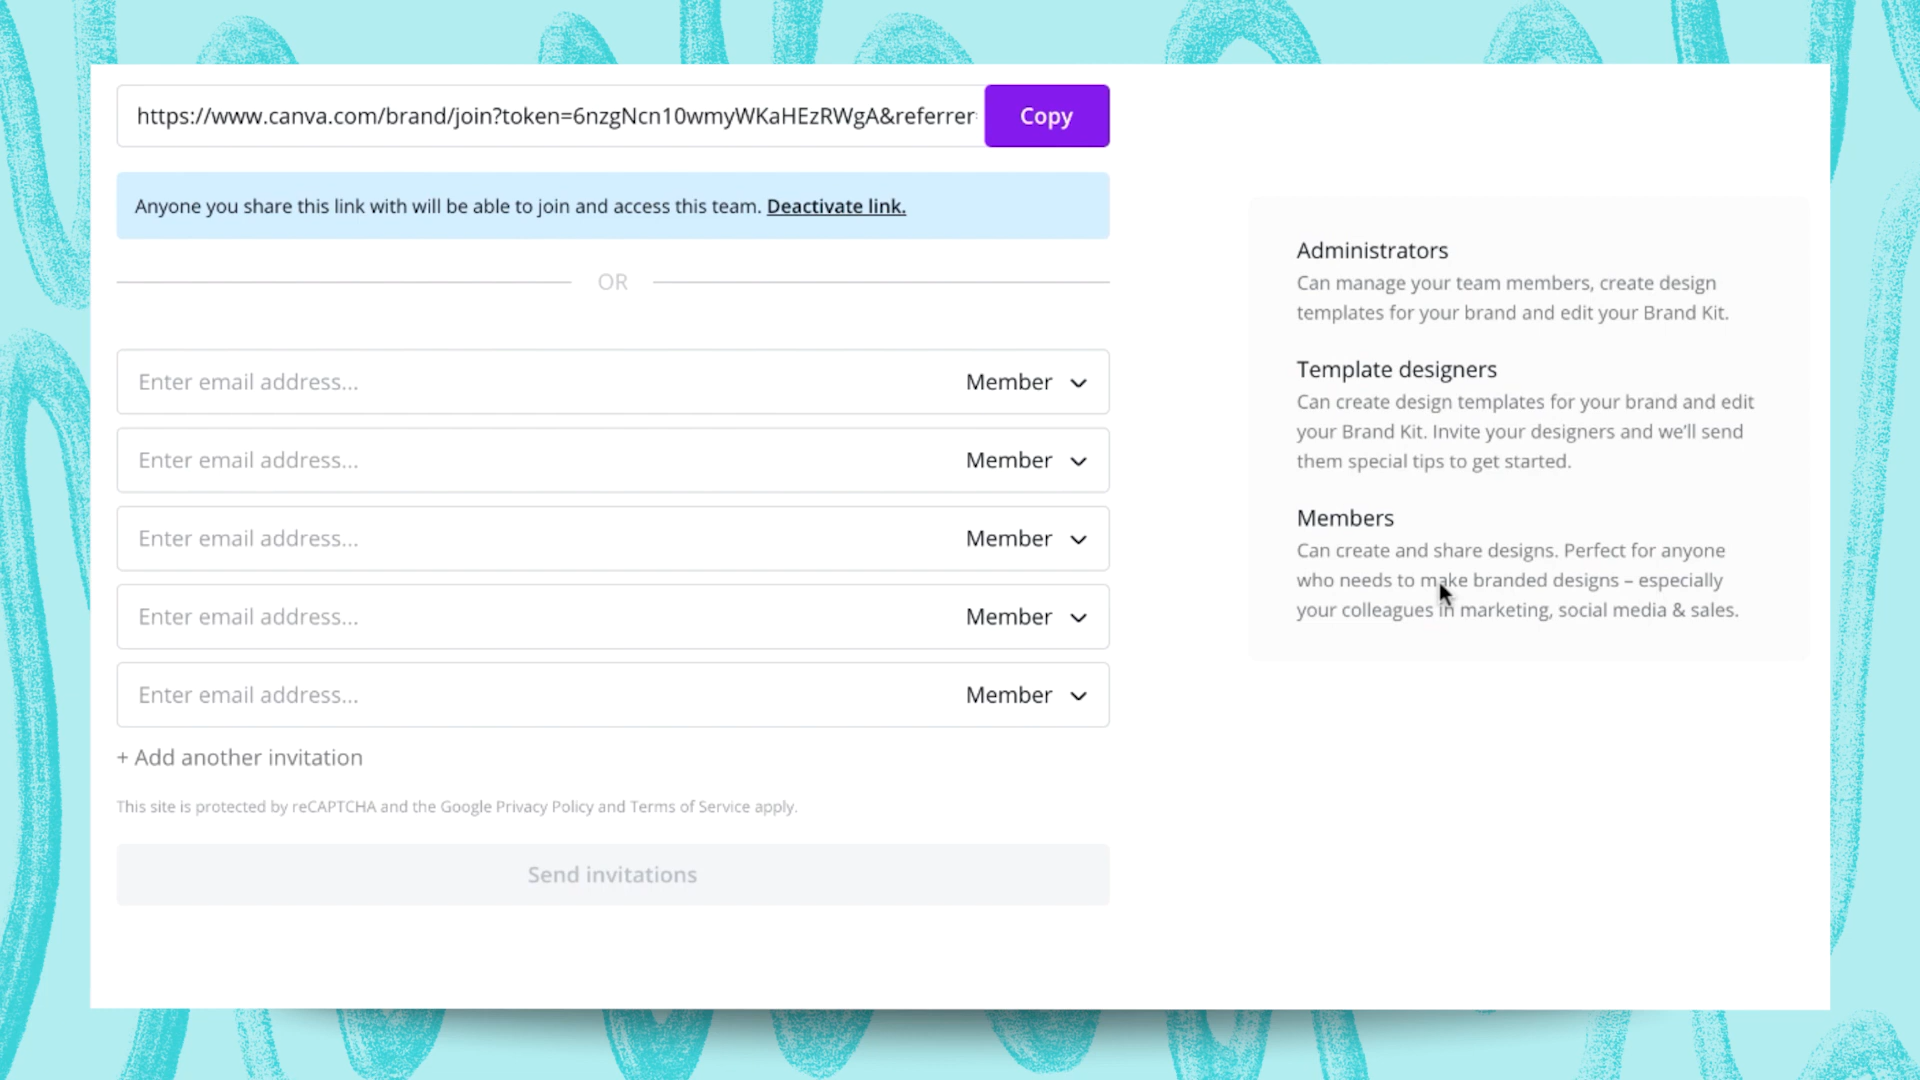 https://www.canva.com/brand/join?token=6nzgNcn10wmyWKaHEzRWgA&referrer
Copy
Anyone you share this link with will be able to join and access this team. Deactivate link.
OR
Enter email address... Member
Enter email address... Member
Enter email address... Member
Enter email address... Member
Enter email address... Member
+ Add another invitation
This site is protected by reCAPTCHA and the Google Privacy Policy and Terms of Service apply.
Send invitations
Administrators
Can manage your team members, create design
templates for your brand and edit your Brand Kit.
Template designers
Can create design templates for your brand and edit
your Brand Kit. Invite your designers and we'll send
them special tips to get started.
Members
Can create and share designs. Perfect for anyone
who needs to make branded designs – especially
your colleagues in marketing, social media & sales.